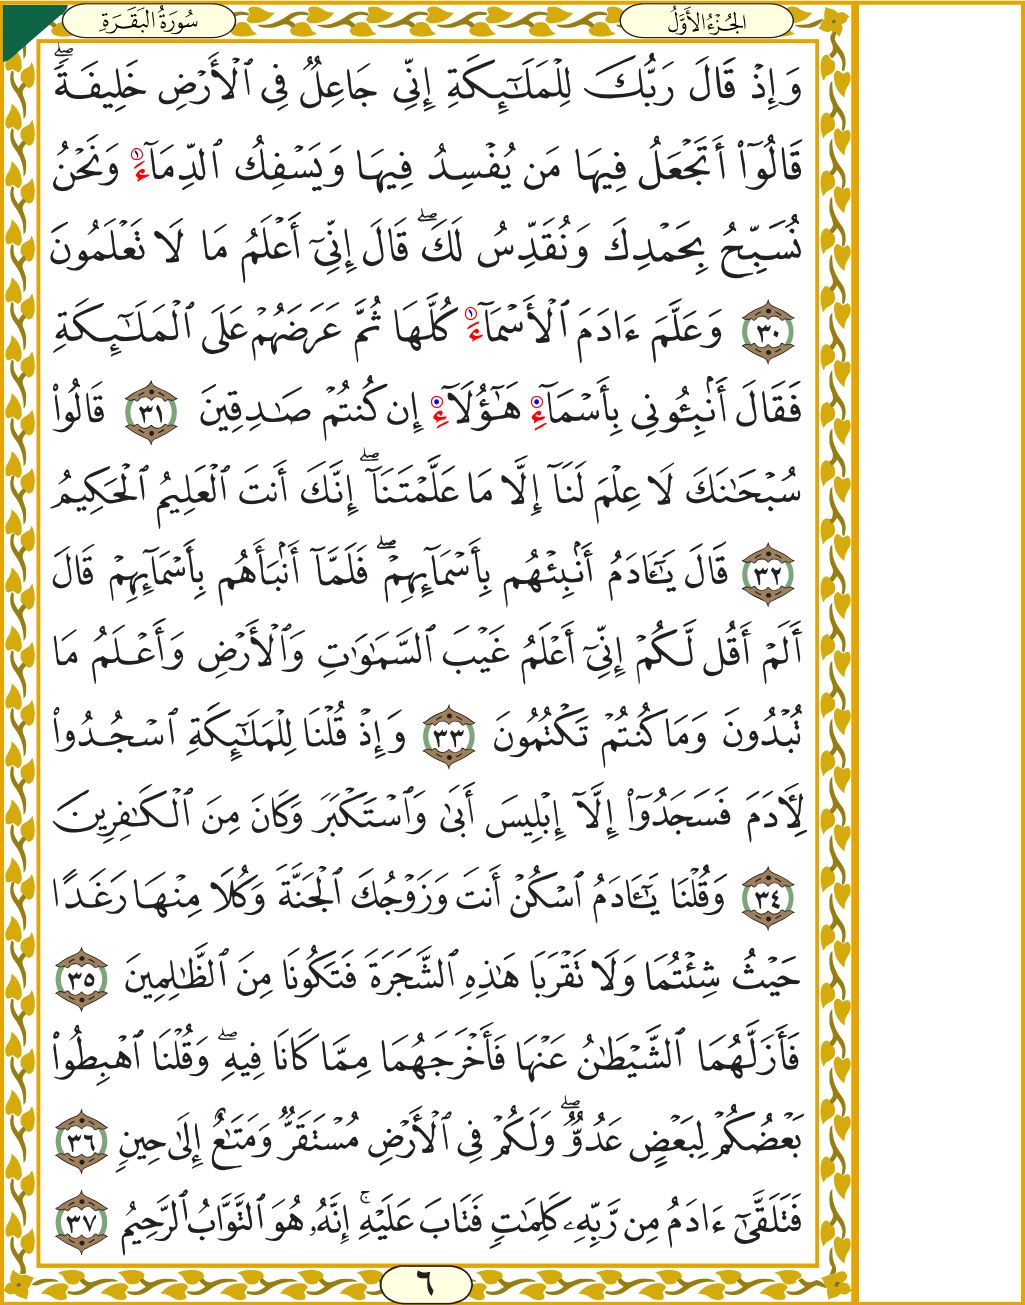 الجُزْءُ الأَوَّلُ
سُورَةُ البَقَرَةِ
وَإِذْ قَالَ رَبُّكَ لِلْمَلَـٰٓئِكَةِ إِنِّي جَاعِلٌ فِي ٱلْأَرْضِ خَلِيفَةً ۖ
قَالُوٓا۟ أَتَجْعَلُ فِيهَا مَن يُفْسِدُ فِيهَا وَيَسْفِكُ ٱلدِّمَآءَ ١ وَنَحْنُ
نُسَبِّحُ بِحَمْدِكَ وَنُقَدِّسُ لَكَ ۖ قَالَ إِنِّيٓ أَعْلَمُ مَا لَا تَعْلَمُونَ
٣٠ وَعَلَّمَ ءَادَمَ ٱلْأَسْمَآءَ ١ كُلَّهَا ثُمَّ عَرَضَهُمْ عَلَى ٱلْمَلَـٰٓئِكَةِ
فَقَالَ أَنۢبِـُٔونِي بِأَسْمَآءِ هَـٰٓؤُلَآءِ إِن كُنتُمْ صَـٰدِقِينَ ٣١ قَالُوا۟
سُبْحَـٰنَكَ لَا عِلْمَ لَنَآ إِلَّا مَا عَلَّمْتَنَآ ۖ إِنَّكَ أَنتَ ٱلْعَلِيمُ ٱلْحَكِيمُ
٣٢ قَالَ يَـٰٓـَٔادَمُ أَنۢبِئْهُم بِأَسْمَآئِهِمْ ۖ فَلَمَّآ أَنۢبَأَهُم بِأَسْمَآئِهِمْ قَالَ
أَلَمْ أَقُل لَّكُمْ إِنِّيٓ أَعْلَمُ غَيْبَ ٱلسَّمَـٰوَٰتِ وَٱلْأَرْضِ وَأَعْلَمُ مَا
تُبْدُونَ وَمَا كُنتُمْ تَكْتُمُونَ ٣٣ وَإِذْ قُلْنَا لِلْمَلَـٰٓئِكَةِ ٱسْجُدُوا۟
لِـَٔادَمَ فَسَجَدُوٓا۟ إِلَّآ إِبْلِيسَ أَبَىٰ وَٱسْتَكْبَرَ وَكَانَ مِنَ ٱلْكَـٰفِرِينَ
٣٤ وَقُلْنَا يَـٰٓـَٔادَمُ ٱسْكُنْ أَنتَ وَزَوْجُكَ ٱلْجَنَّةَ وَكُلَا مِنْهَا رَغَدًا
حَيْثُ شِئْتُمَا وَلَا تَقْرَبَا هَـٰذِهِ ٱلشَّجَرَةَ فَتَكُونَا مِنَ ٱلظَّـٰلِمِينَ ٣٥
فَأَزَلَّهُمَا ٱلشَّيْطَـٰنُ عَنْهَا فَأَخْرَجَهُمَا مِمَّا كَانَا فِيهِ ۖ وَقُلْنَا ٱهْبِطُوا۟
بَعْضُكُمْ لِبَعْضٍ عَدُوٌّ ۖ وَلَكُمْ فِي ٱلْأَرْضِ مُسْتَقَرٌّ وَمَتَـٰعٌ إِلَىٰ حِينٍ ٣٦
فَتَلَقَّىٰٓ ءَادَمُ مِن رَّبِّهِۦ كَلِمَـٰتٍ فَتَابَ عَلَيْهِ ۚ إِنَّهُۥ هُوَ ٱلتَّوَّابُ ٱلرَّحِيمُ ٣٧
٦